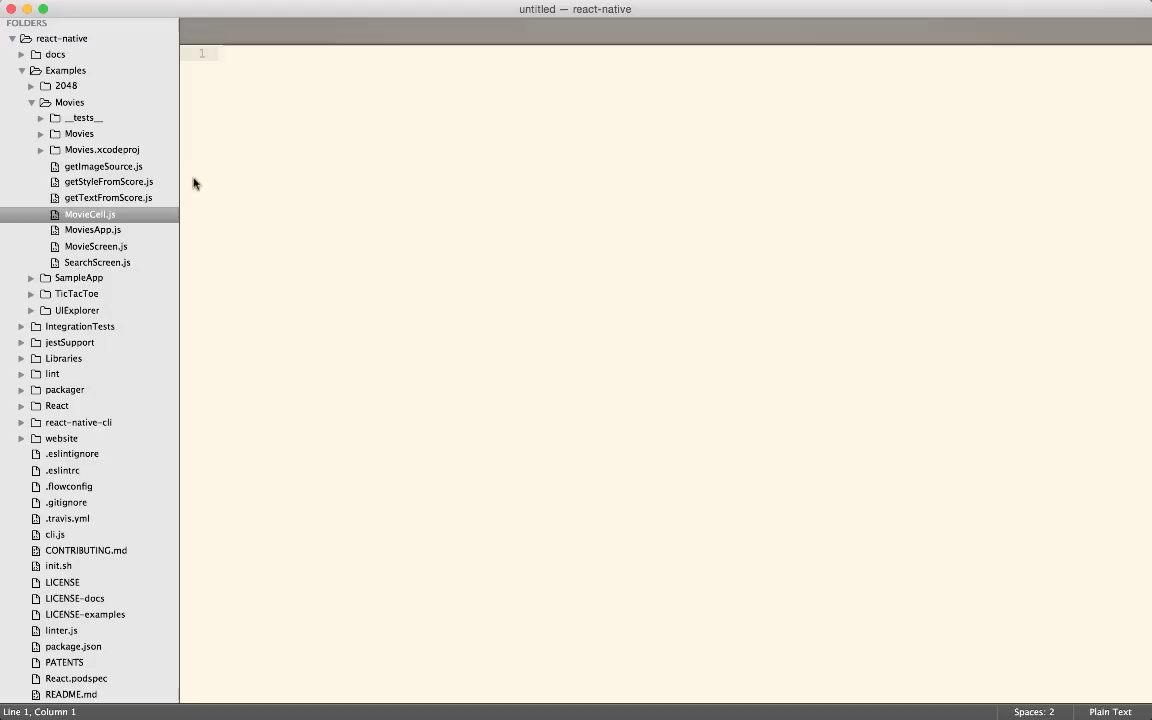 untitled — react-native
FOLDERS
react-native
docs
Examples
2048
Movies
__tests__
Movies
Movies.xcodeproj
getImageSource.js
getStyleFromScore.js
getTextFromScore.js
MovieCell.js
MoviesApp.js
MovieScreen.js
SearchScreen.js
SampleApp
TicTacToe
UIExplorer
IntegrationTests
jestSupport
Libraries
lint
packager
React
react-native-cli
website
.eslintignore
.eslintrc
.flowconfig
.gitignore
.travis.yml
cli.js
CONTRIBUTING.md
init.sh
LICENSE
LICENSE-docs
LICENSE-examples
linter.js
package.json
PATENTS
React.podspec
README.md
1
Line 1, Column 1
Spaces: 2
Plain Text